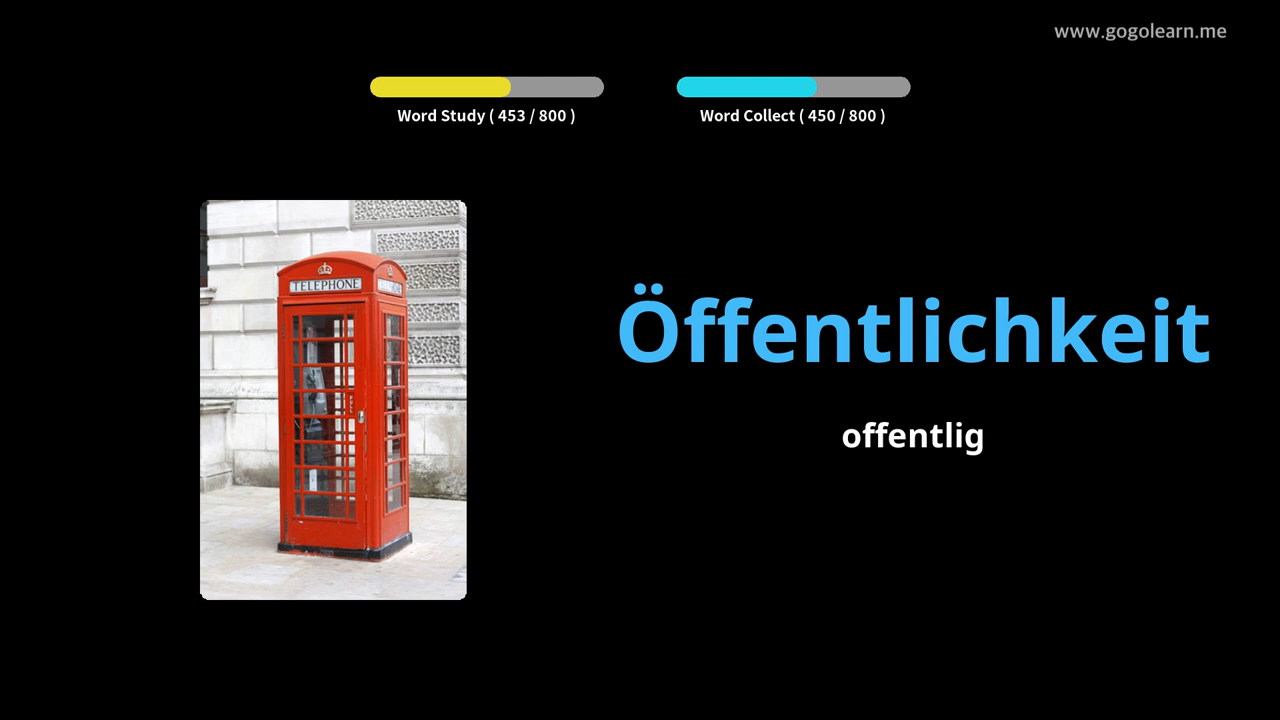 www.gogolearn.me
Word Study ( 453 / 800 )
Word Collect ( 450 / 800 )
TELEPHONE
Öffentlichkeit
offentlig